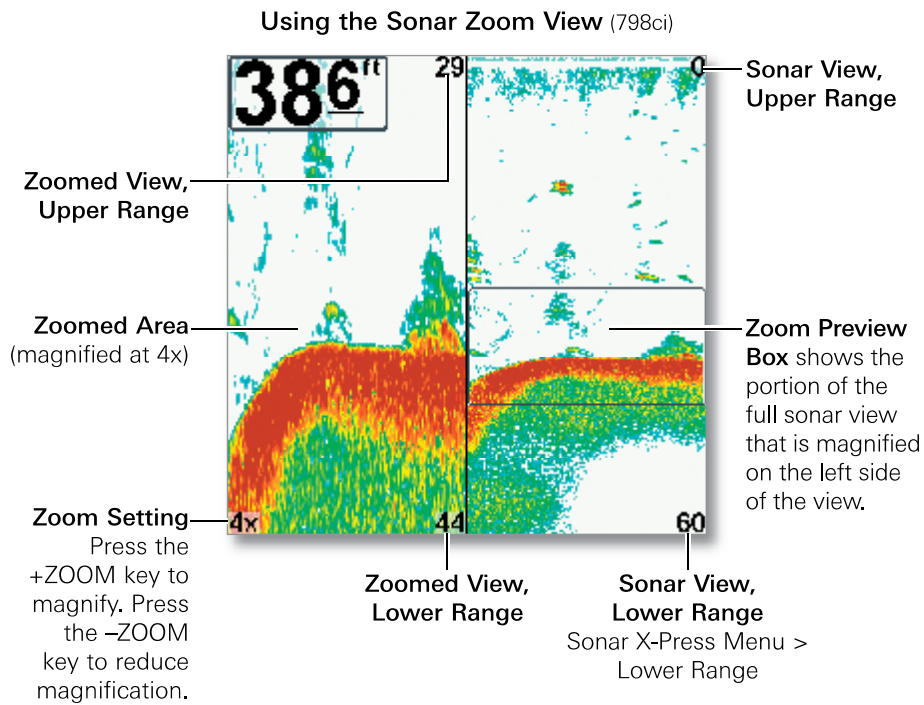 Using the Sonar Zoom View (798ci)
386 ft
29
0
Sonar View,
Upper Range
Zoomed View,
Upper Range
Zoomed Area
(magnified at 4x)
Zoom Preview
Box shows the
portion of the
full sonar view
that is magnified
on the left side
of the view.
Zoom Setting
Press the
+ZOOM key to
magnify. Press
the –ZOOM
key to reduce
magnification.
4x
44
60
Zoomed View,
Lower Range
Sonar View,
Lower Range
Sonar X-Press Menu >
Lower Range